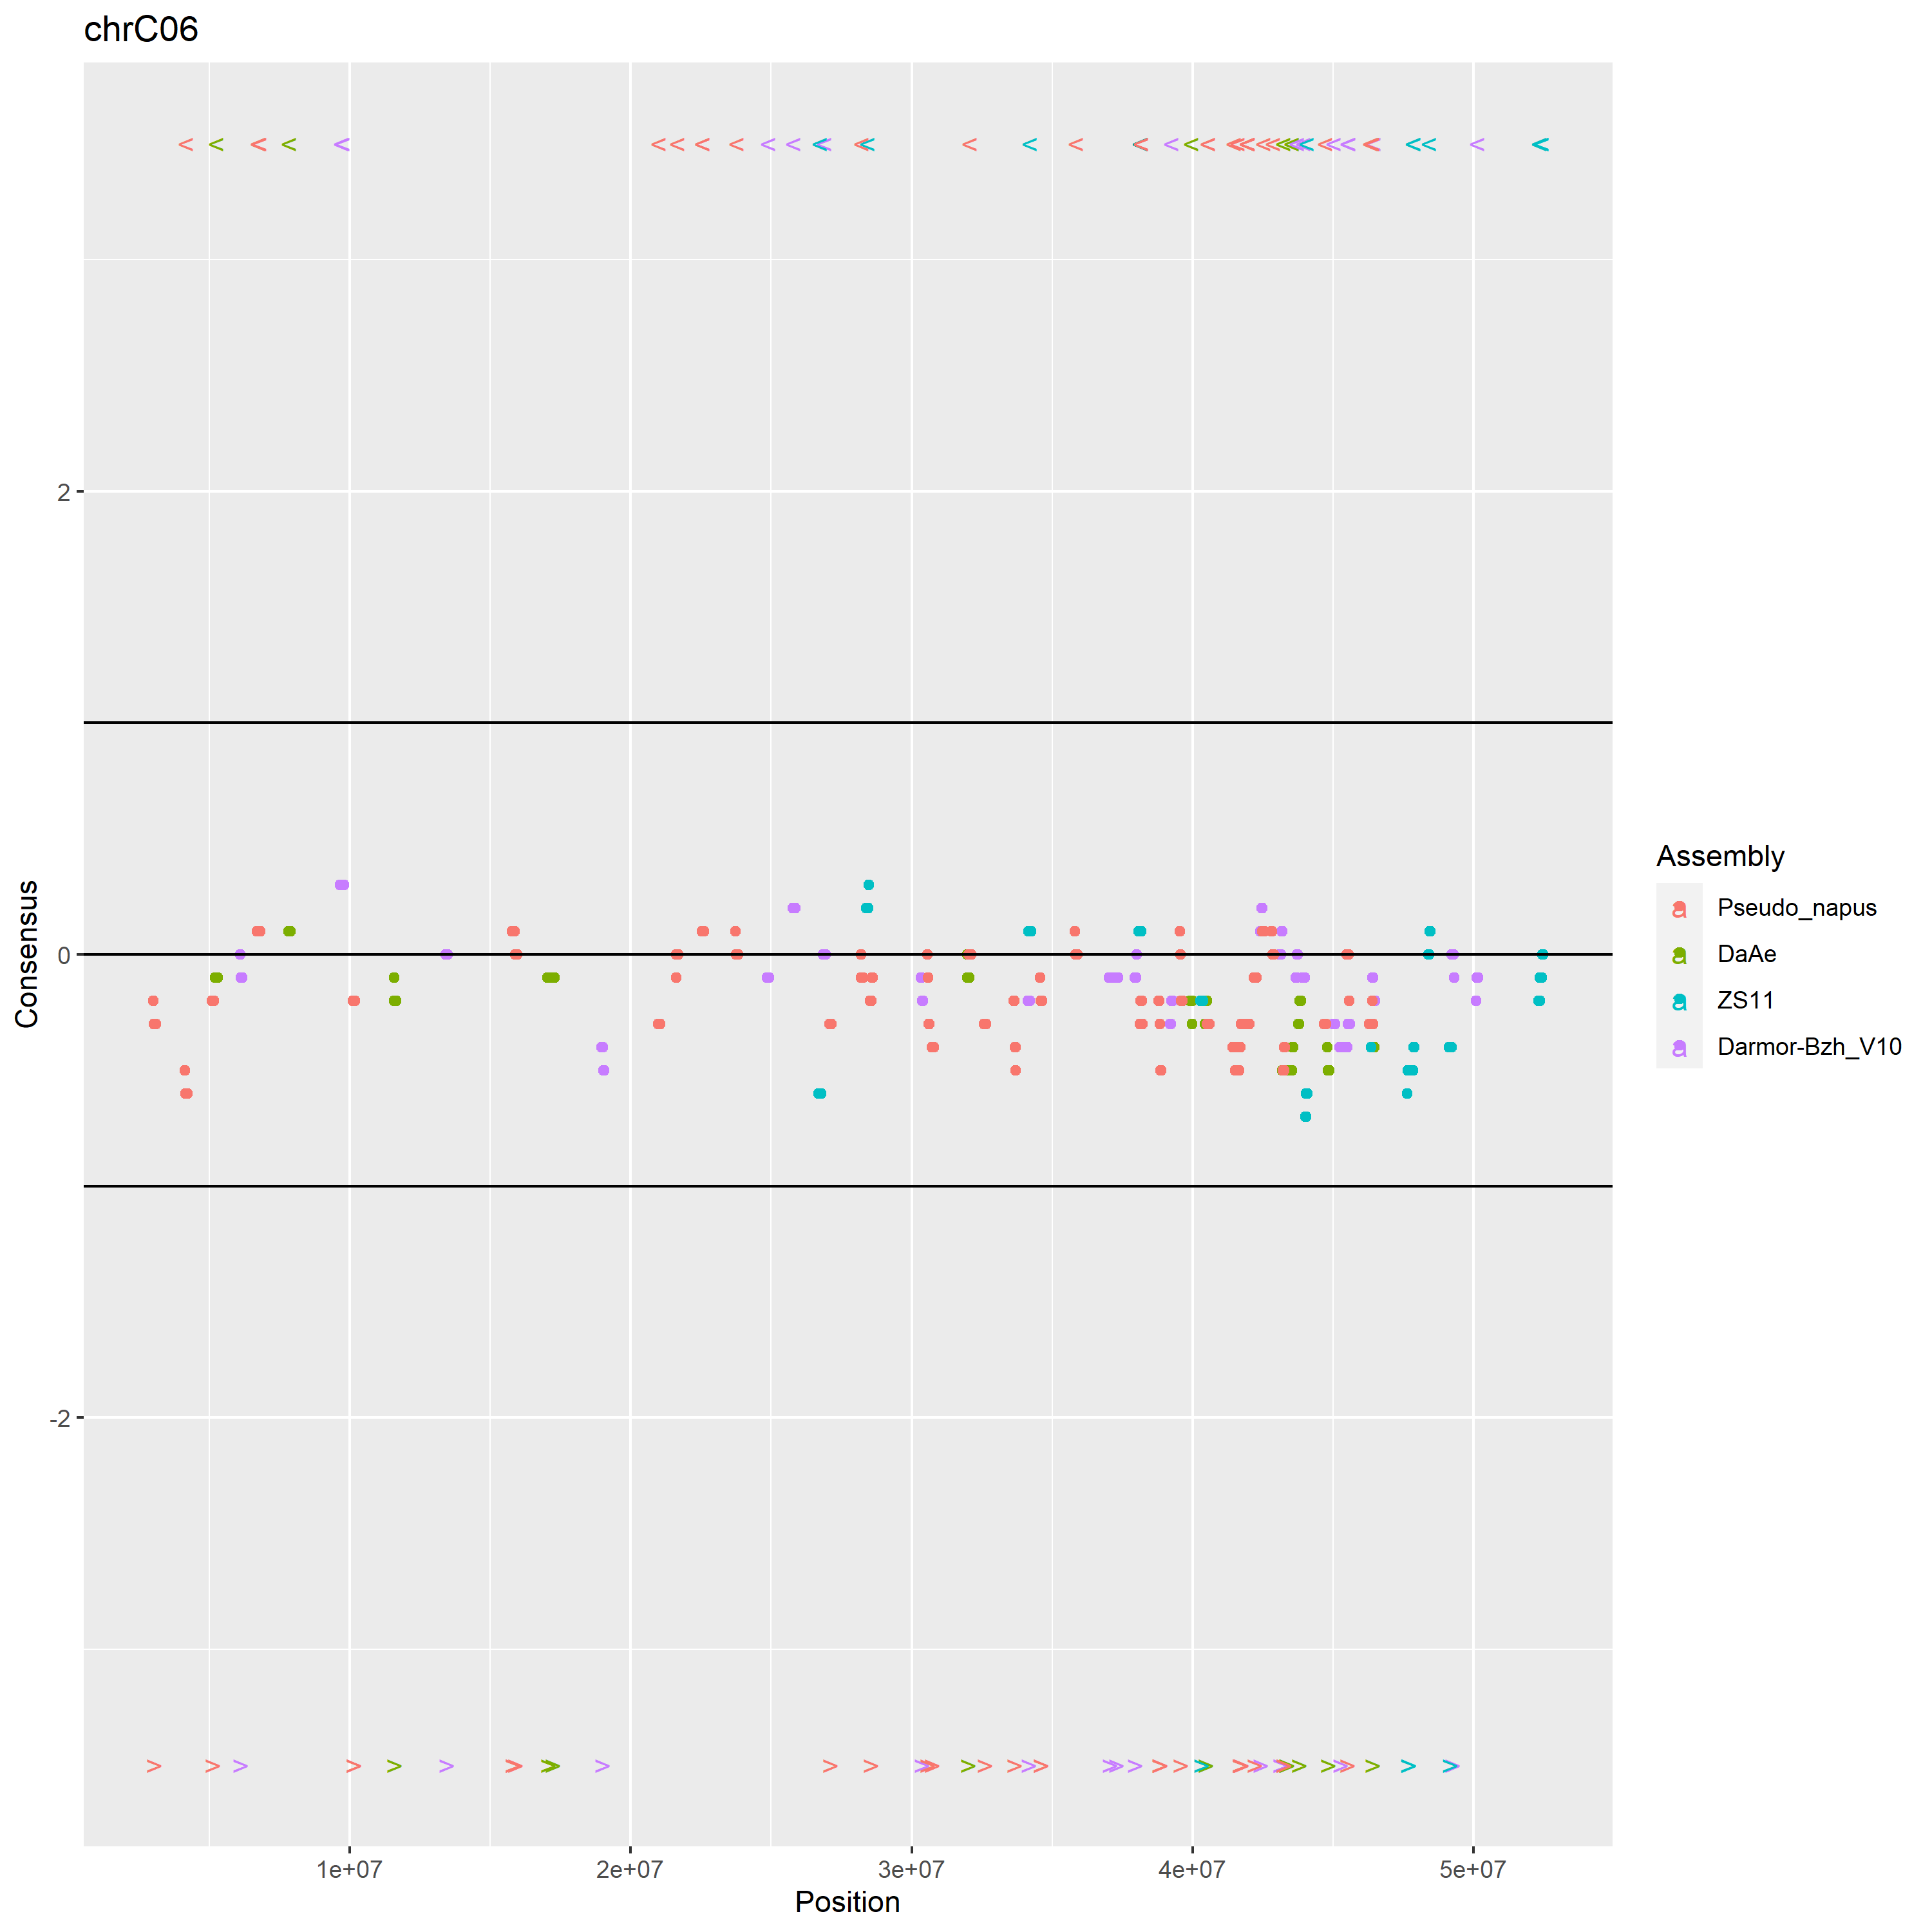 chrC06
2
0
-2
Consensus
1e+07
2e+07
3e+07
4e+07
5e+07
Position
Assembly
a Pseudo_napus
a DaAe
a ZS11
a Darmor-Bzh_V10